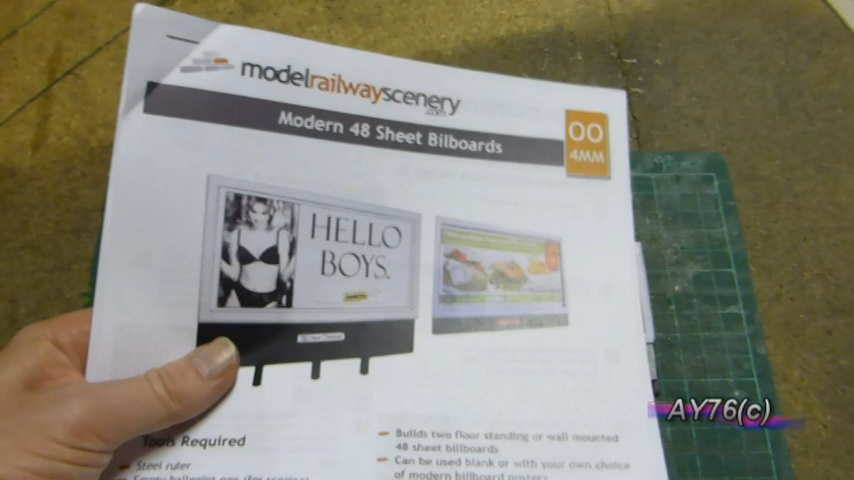 modelrailwayscenery
.com
Modern 48 Sheet Bilboards
OO
4MM
HELLO
BOYS.
Tools Required
Steel ruler
Builds two floor standing or wall mounted
48 sheet billboards
Can be used blank or with your own choice
of modern billboard posters
AY76(c)